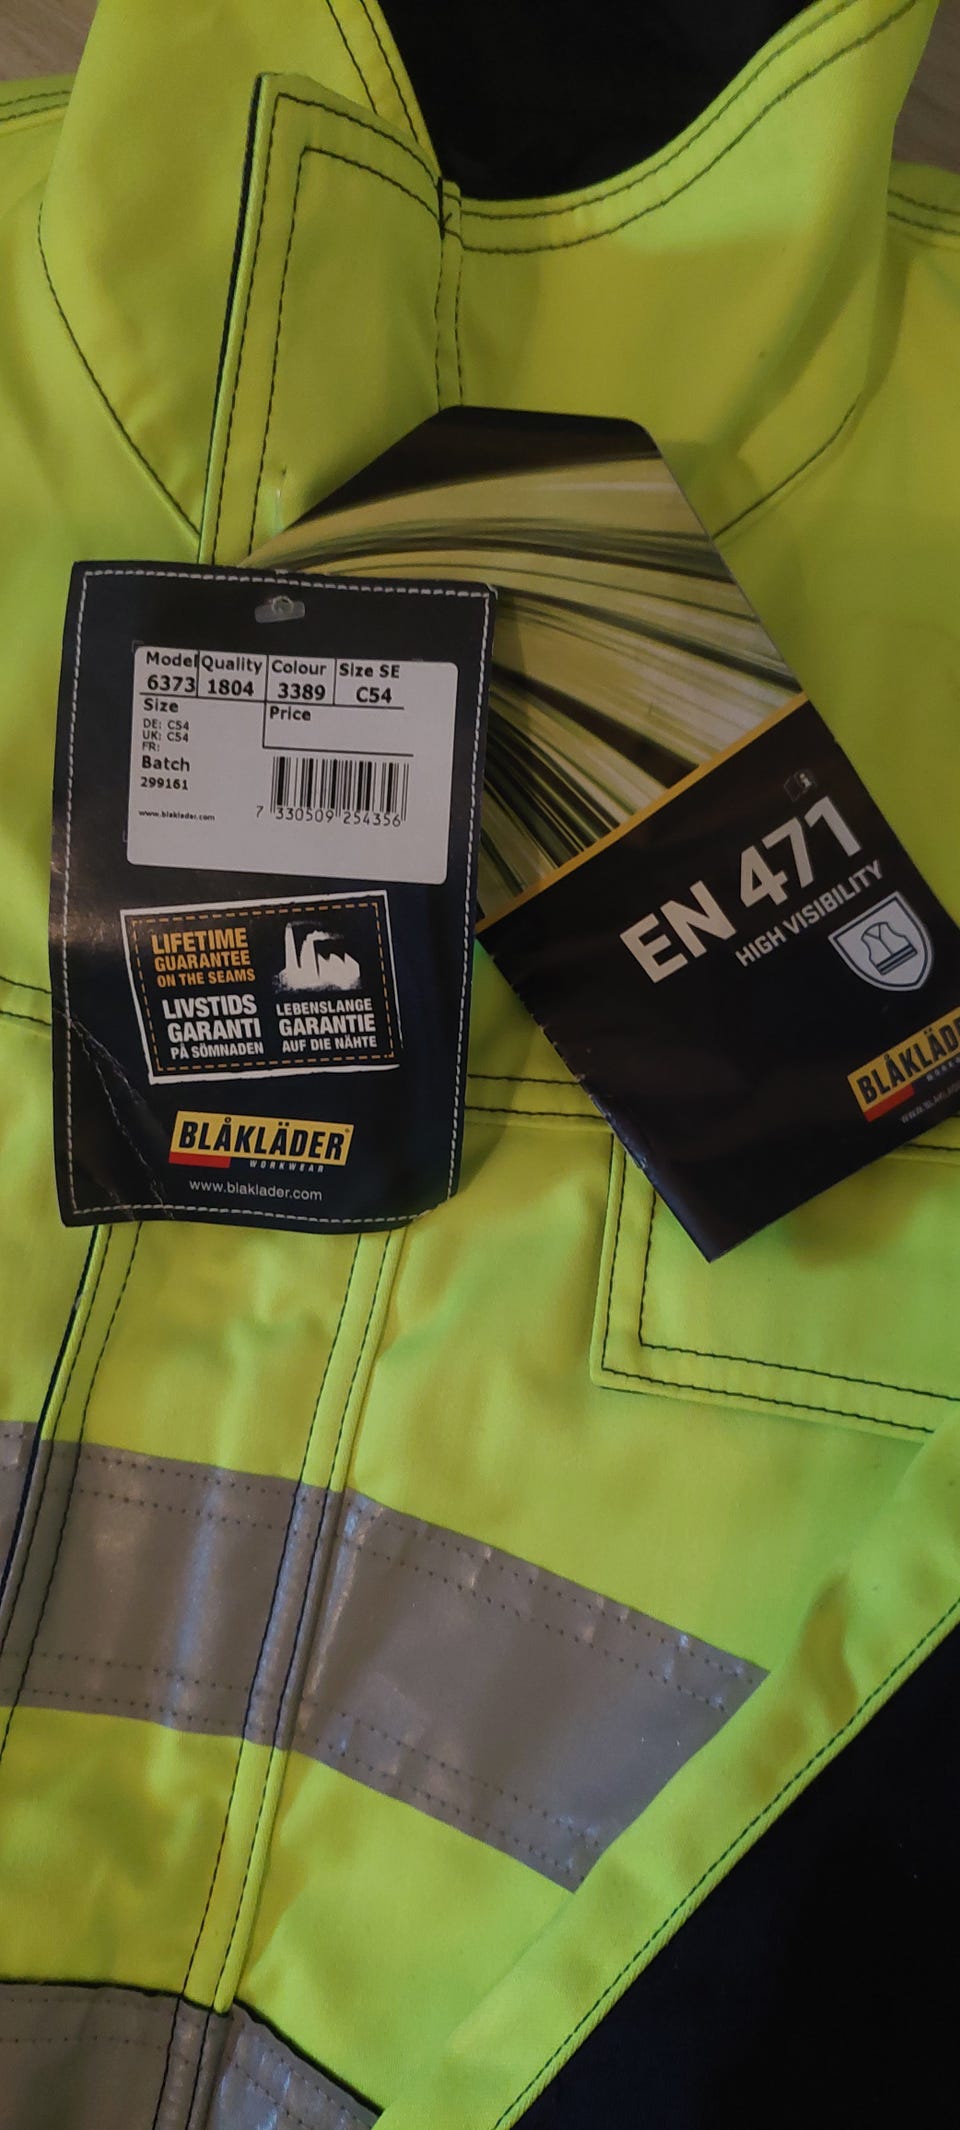 Model Quality Colour Size SE
6373 1804 3389 C54
Size Price
DE: C54
UK: C54
FR:
Batch
299161
www.blaklader.com
7 330509 254356
LIFETIME
GUARANTEE
ON THE SEAMS
LIVSTIDS
GARANTI
PÅ SÖMNADEN
LEBENSLANGE
GARANTIE
AUF DIE NÄHTE
BLÅKLÄDER
WORKWEAR
www.blaklader.com
EN 471
HIGH VISIBILITY
BLÅKLÄD